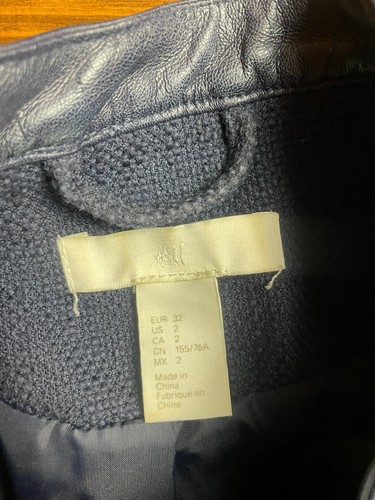 H&M
EUR 32
US 2
CA 2
CN 155/76A
MX 2
Made in
China
Fabriqué en
Chine